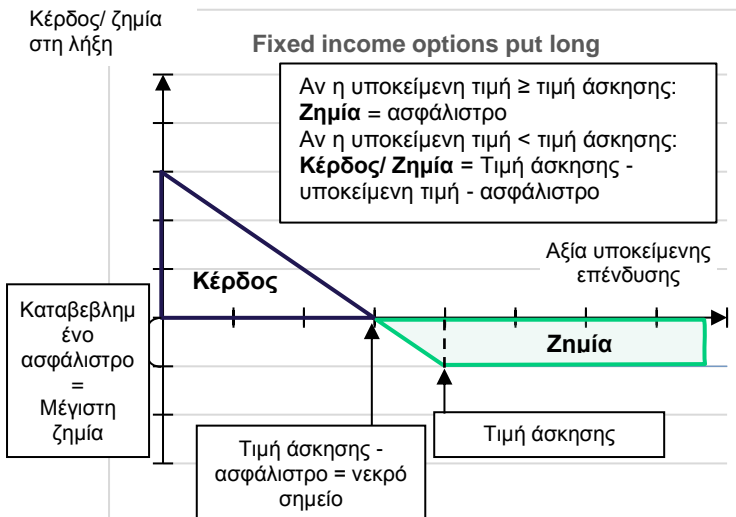 Κέρδος/ ζημία
στη λήξη
Fixed income options put long
Αν η υποκείμενη τιμή ≥ τιμή άσκησης:
Ζημία = ασφάλιστρο
Αν η υποκείμενη τιμή < τιμή άσκησης:
Κέρδος/ Ζημία = Τιμή άσκησης -
υποκείμενη τιμή - ασφάλιστρο
Αξία υποκείμενης
επένδυσης
Κέρδος
Καταβεβλημ
ένο
ασφάλιστρο
=
Μέγιστη
ζημία
Ζημία
Τιμή άσκησης -
ασφάλιστρο = νεκρό
σημείο
Τιμή άσκησης